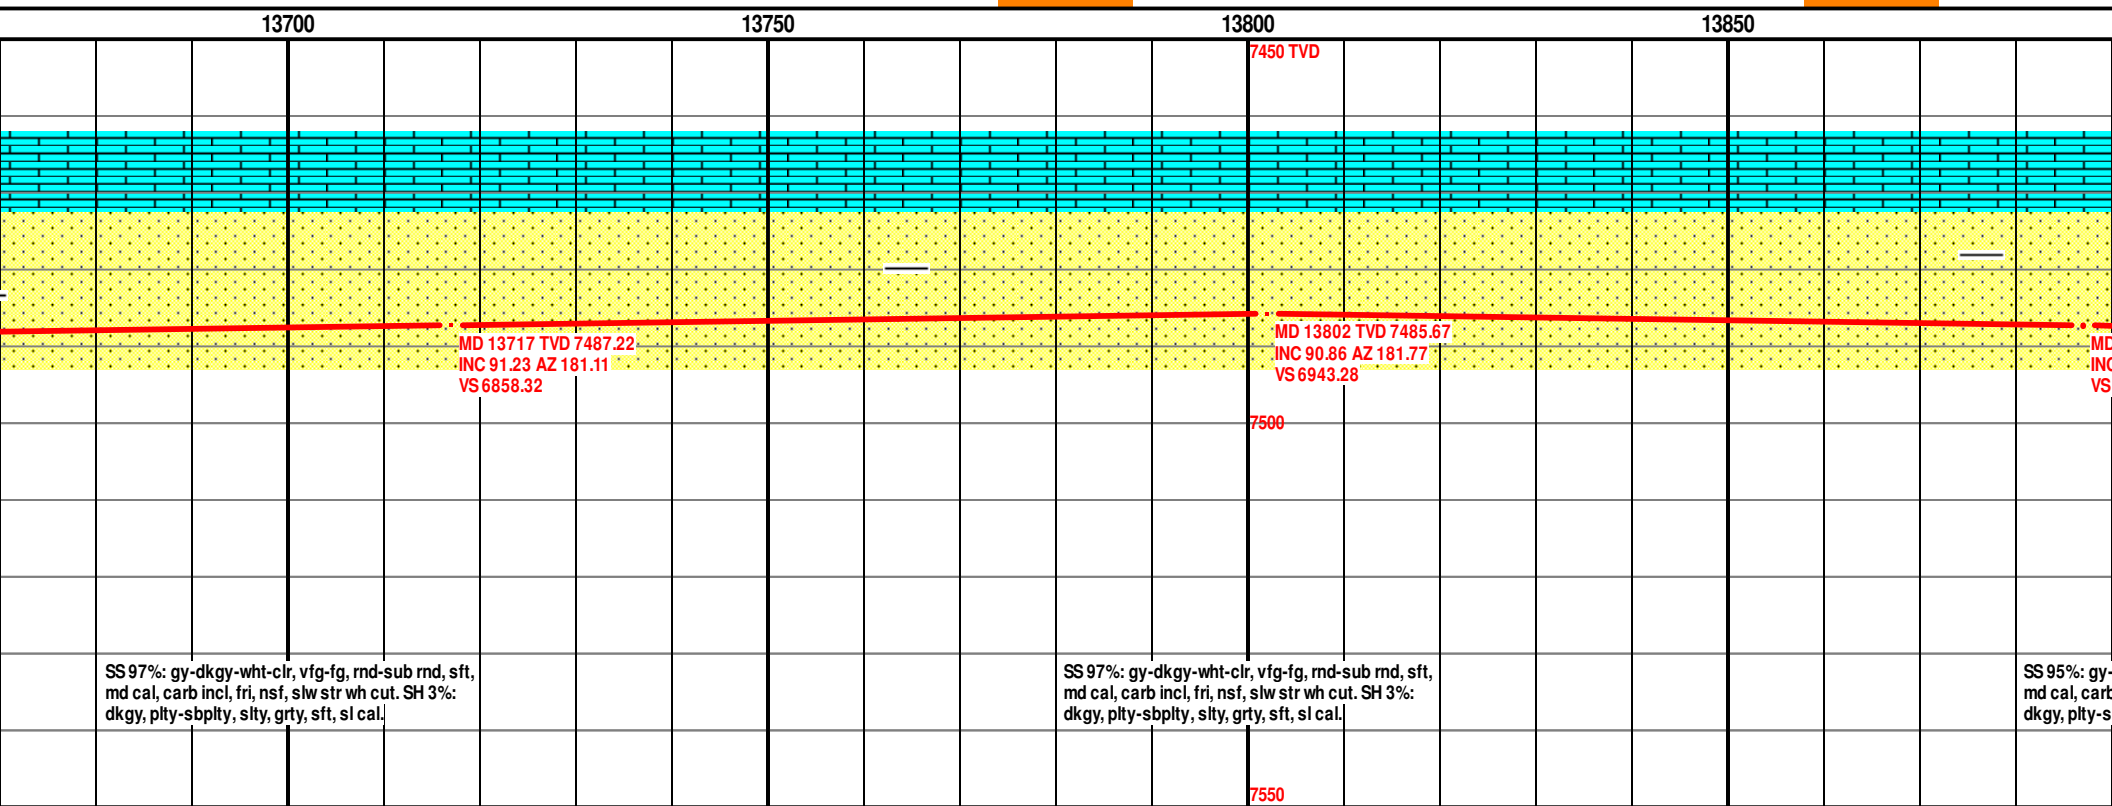 13700 13750 13800 13850
7450 TVD
MD 13717 TVD 7487.22
INC 91.23 AZ 181.11
VS 6858.32
MD 13802 TVD 7485.67
INC 90.86 AZ 181.77
VS 6943.28
MD
INC
VS
7500
SS 97%: gy-dkgy-wht-clr, vfg-fg, rnd-sub rnd, sft,
md cal, carb incl, fri, nsf, slw str wh cut. SH 3%:
dkgy, plty-sbplty, slty, grty, sft, sl cal.
SS 97%: gy-dkgy-wht-clr, vfg-fg, rnd-sub rnd, sft,
md cal, carb incl, fri, nsf, slw str wh cut. SH 3%:
dkgy, plty-sbplty, slty, grty, sft, sl cal.
SS 95%: gy-
md cal, carb
dkgy, plty-s
7550